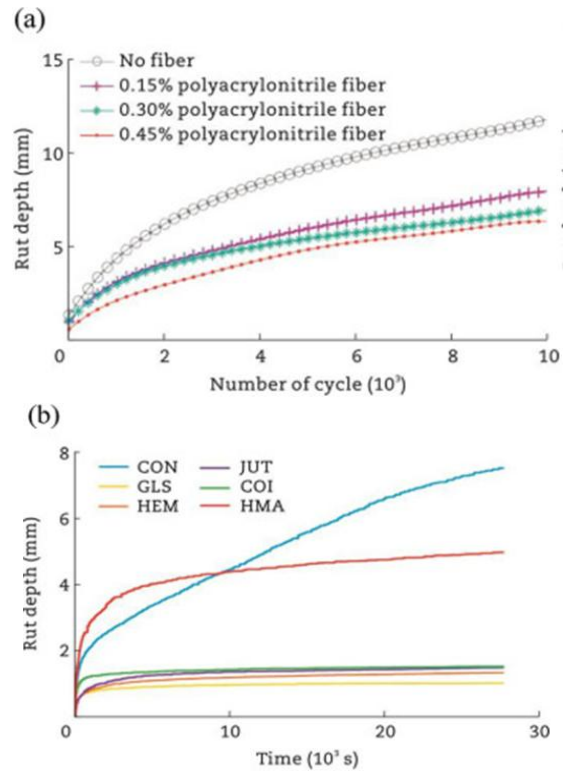 (a)
15
No fiber
0.15% polyacrylonitrile fiber
0.30% polyacrylonitrile fiber
0.45% polyacrylonitrile fiber
10
5
Rut depth (mm)
0 2 4 6 8 10
Number of cycle (10³)
(b)
8
CON JUT
GLS COI
HEM HMA
6
4
2
Rut depth (mm)
0 10 20 30
Time (10³ s)